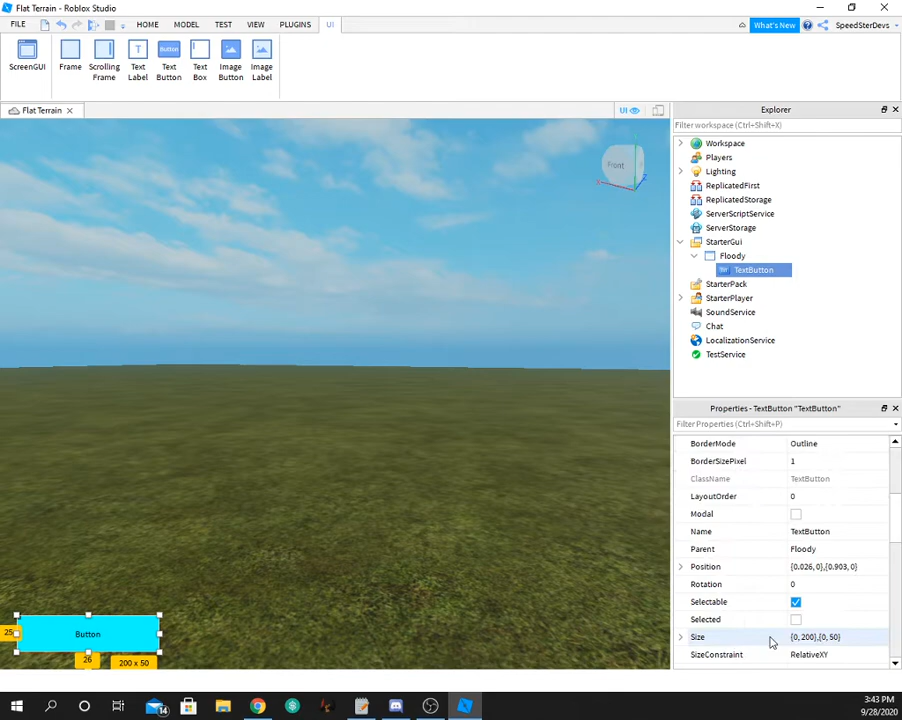 Flat Terrain - Roblox Studio
FILE HOME MODEL TEST VIEW PLUGINS UI What's New SpeedSterDevs
ScreenGUI Frame Scrolling Frame Text Label Text Button Text Box Image Button Image Label
Button
T
Flat Terrain UI
Front
Explorer
Filter workspace (Ctrl+Shift+X)
Workspace
Players
Lighting
ReplicatedFirst
ReplicatedStorage
ServerScriptService
ServerStorage
StarterGui
Floody
TextButton
StarterPack
StarterPlayer
SoundService
Chat
LocalizationService
TestService
Properties - TextButton "TextButton"
Filter Properties (Ctrl+Shift+P)
BorderMode Outline
BorderSizePixel 1
ClassName TextButton
LayoutOrder 0
Modal
Name TextButton
Parent Floody
Position {0.026, 0},{0.903, 0}
Rotation 0
Selectable
Selected
Size {0, 200},{0, 50}
SizeConstraint RelativeXY
25 Button
26 200 x 50
14
3:43 PM
9/28/2020